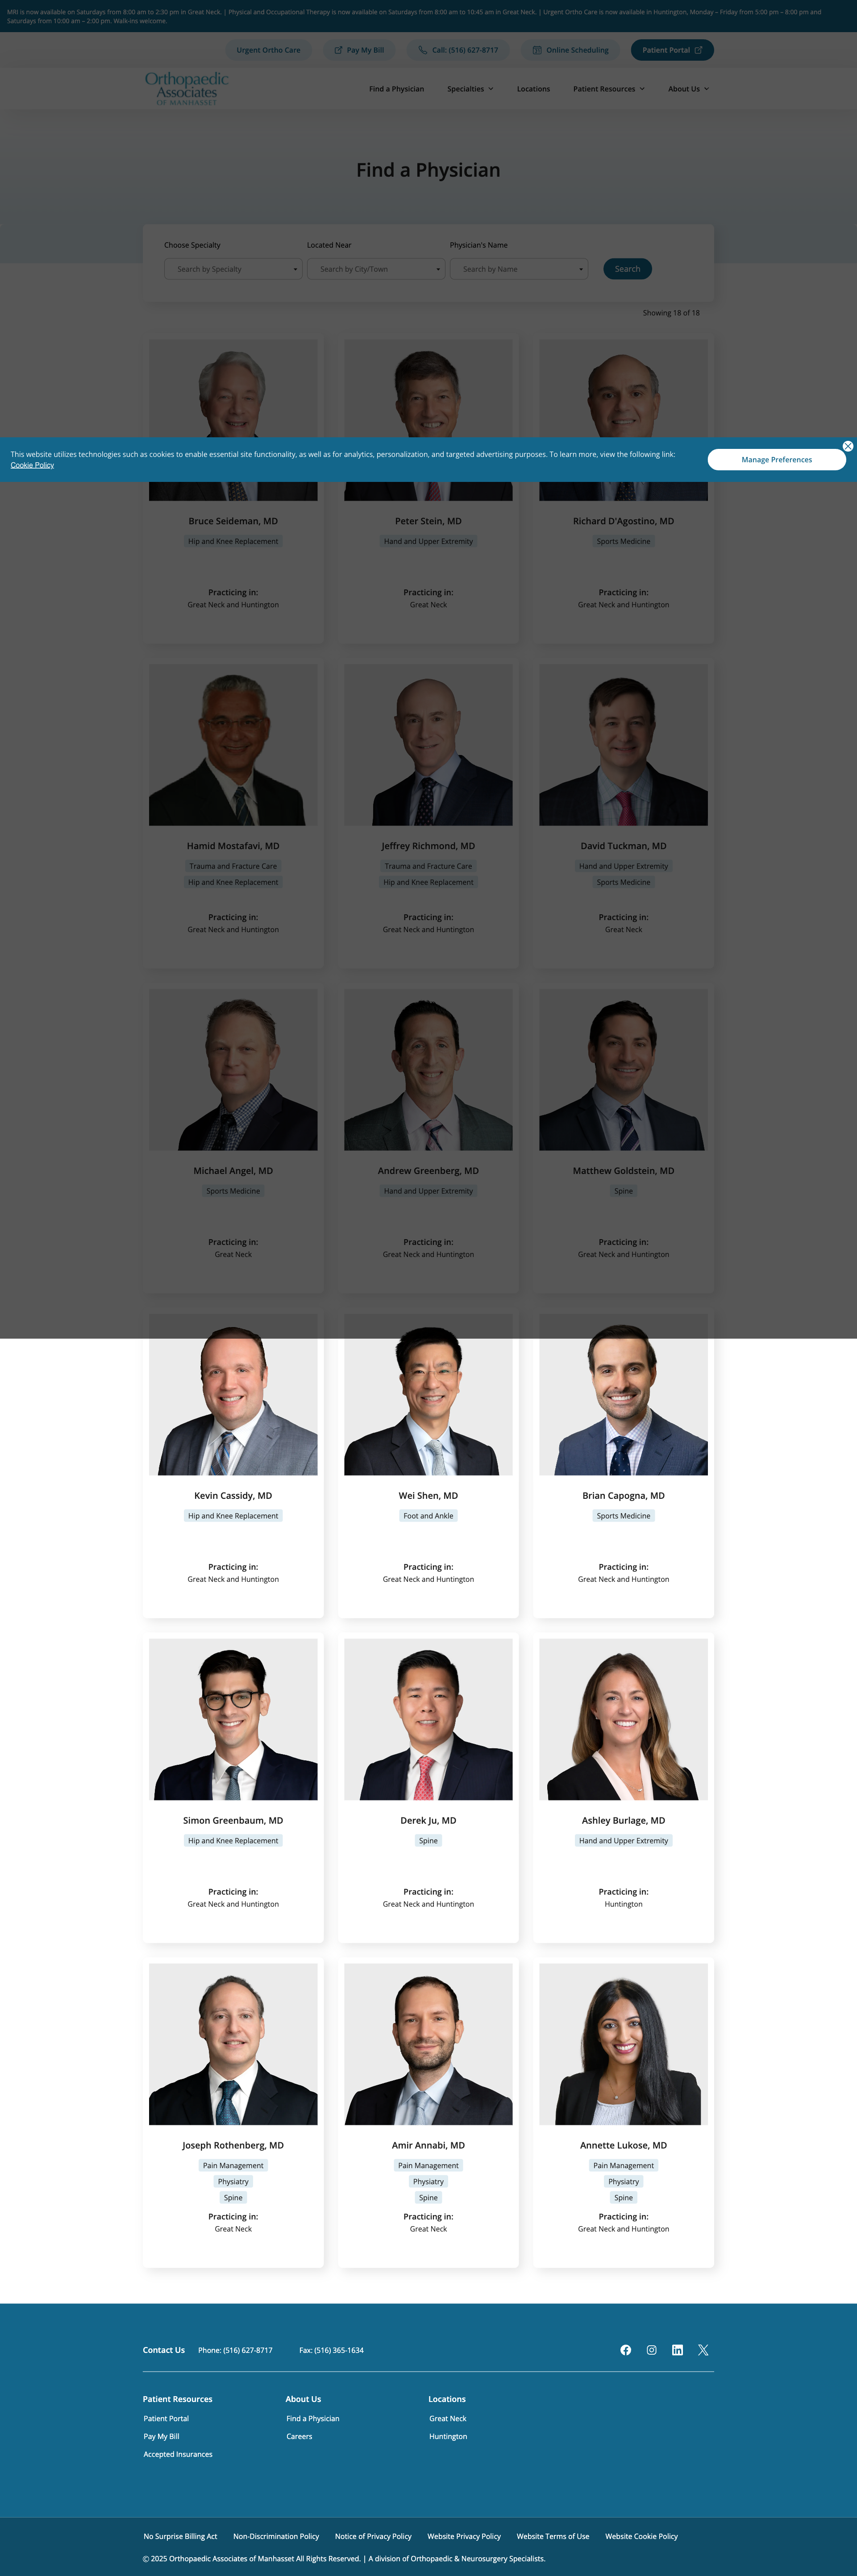 MRI is now available on Saturdays from 8:00 am to 2:30 pm in Great Neck. | Physical and Occupational Therapy is now available on Saturdays from 8:00 am to 10:45 am in Great Neck. | Urgent Ortho Care is now available in Huntington, Monday – Friday from 5:00 pm – 8:00 pm and
Saturdays from 10:00 am – 2:00 pm. Walk-ins welcome.
Urgent Ortho Care Pay My Bill Call: (516) 627-8717 Online Scheduling Patient Portal
Orthopaedic
Associates
OF MANHASSET
Find a Physician Specialties Locations Patient Resources About Us
Find a Physician
Choose Specialty Located Near Physician's Name
Search by Specialty Search by City/Town Search by Name Search
Showing 18 of 18
This website utilizes technologies such as cookies to enable essential site functionality, as well as for analytics, personalization, and targeted advertising purposes. To learn more, view the following link:
Cookie Policy
Manage Preferences
Bruce Seideman, MD Peter Stein, MD Richard D'Agostino, MD
Hip and Knee Replacement Hand and Upper Extremity Sports Medicine
Practicing in: Practicing in: Practicing in:
Great Neck and Huntington Great Neck Great Neck and Huntington
Hamid Mostafavi, MD Jeffrey Richmond, MD David Tuckman, MD
Trauma and Fracture Care Trauma and Fracture Care Hand and Upper Extremity
Hip and Knee Replacement Hip and Knee Replacement Sports Medicine
Practicing in: Practicing in: Practicing in:
Great Neck and Huntington Great Neck and Huntington Great Neck
Michael Angel, MD Andrew Greenberg, MD Matthew Goldstein, MD
Sports Medicine Hand and Upper Extremity Spine
Practicing in: Practicing in: Practicing in:
Great Neck Great Neck and Huntington Great Neck and Huntington
Kevin Cassidy, MD Wei Shen, MD Brian Capogna, MD
Hip and Knee Replacement Foot and Ankle Sports Medicine
Practicing in: Practicing in: Practicing in:
Great Neck and Huntington Great Neck and Huntington Great Neck and Huntington
Simon Greenbaum, MD Derek Ju, MD Ashley Burlage, MD
Hip and Knee Replacement Spine Hand and Upper Extremity
Practicing in: Practicing in: Practicing in:
Great Neck and Huntington Great Neck and Huntington Huntington
Joseph Rothenberg, MD Amir Annabi, MD Annette Lukose, MD
Pain Management Pain Management Pain Management
Physiatry Physiatry Physiatry
Spine Spine Spine
Practicing in: Practicing in: Practicing in:
Great Neck Great Neck Great Neck and Huntington
Contact Us Phone: (516) 627-8717 Fax: (516) 365-1634
Patient Resources About Us Locations
Patient Portal Find a Physician Great Neck
Pay My Bill Careers Huntington
Accepted Insurances
No Surprise Billing Act Non-Discrimination Policy Notice of Privacy Policy Website Privacy Policy Website Terms of Use Website Cookie Policy
© 2025 Orthopaedic Associates of Manhasset All Rights Reserved. | A division of Orthopaedic & Neurosurgery Specialists.